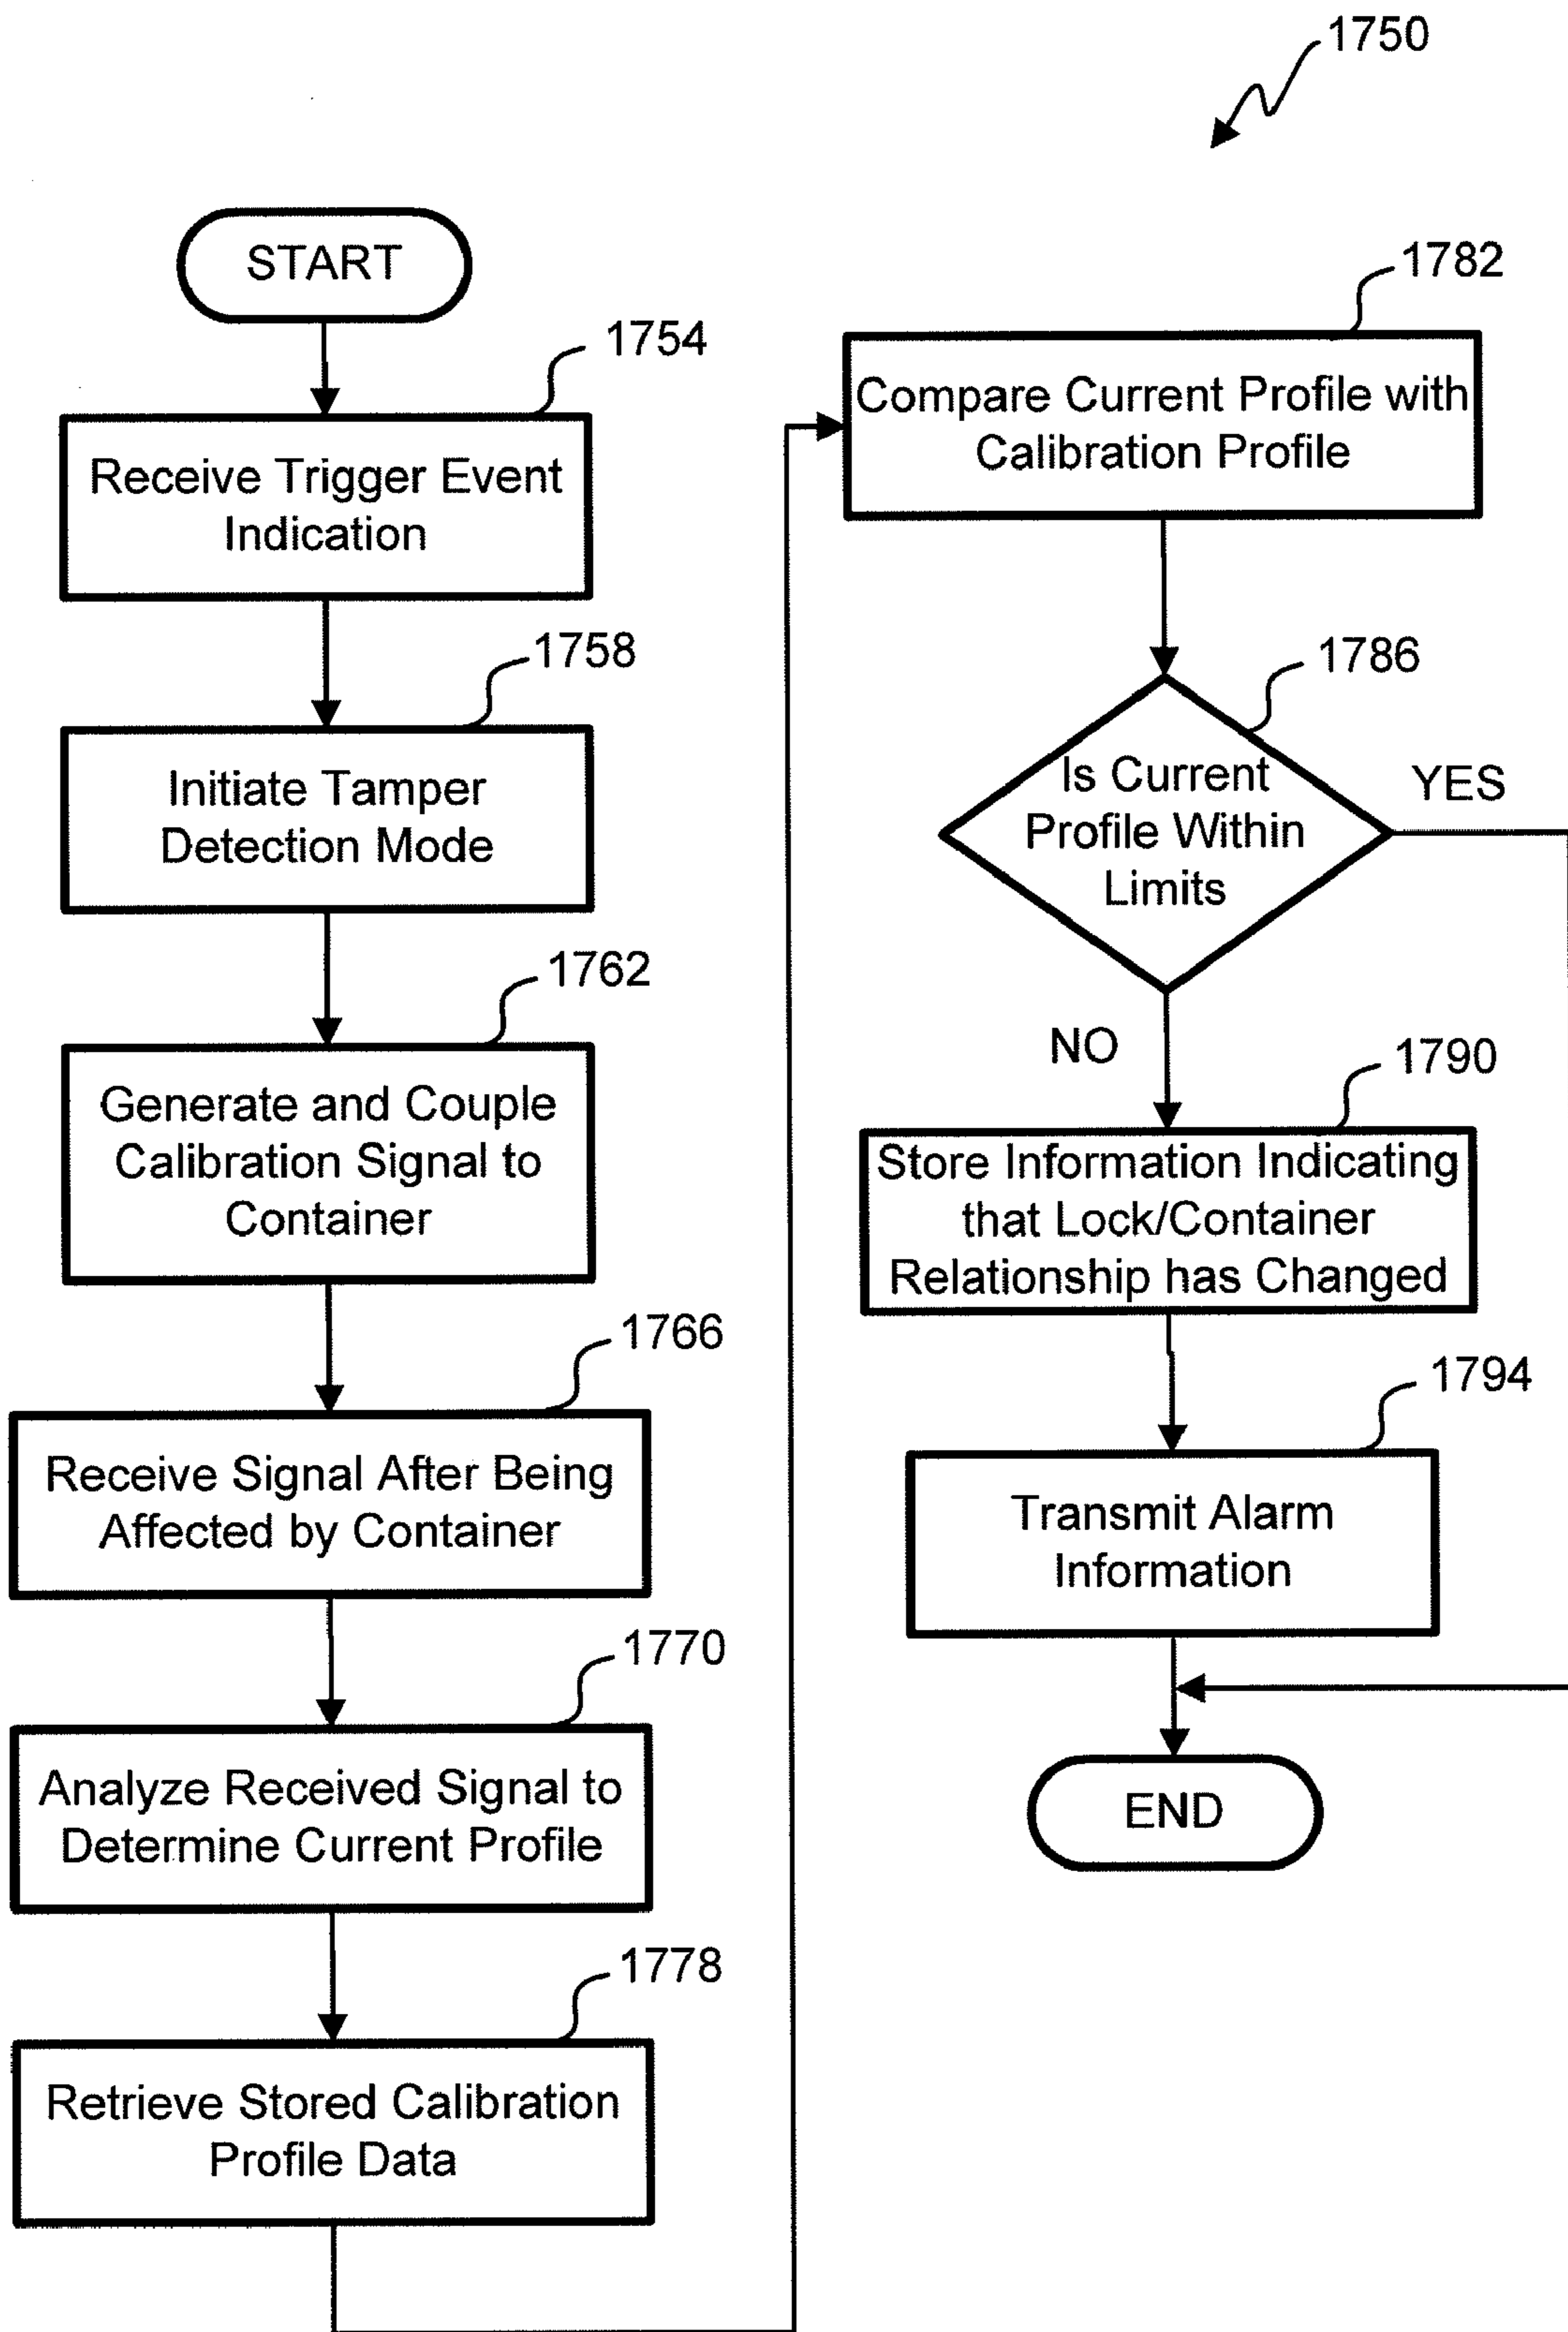 1750
START
1754
Receive Trigger Event
Indication
1758
Initiate Tamper
Detection Mode
1762
Generate and Couple
Calibration Signal to
Container
1766
Receive Signal After Being
Affected by Container
1770
Analyze Received Signal to
Determine Current Profile
1778
Retrieve Stored Calibration
Profile Data
1782
Compare Current Profile with
Calibration Profile
1786
Is Current
Profile Within
Limits
YES
NO
1790
Store Information Indicating
that Lock/Container
Relationship has Changed
1794
Transmit Alarm
Information
END